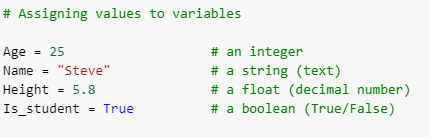 # Assigning values to variables
Age = 25 # an integer
Name = "Steve" # a string (text)
Height = 5.8 # a float (decimal number)
Is_student = True # a boolean (True/False)